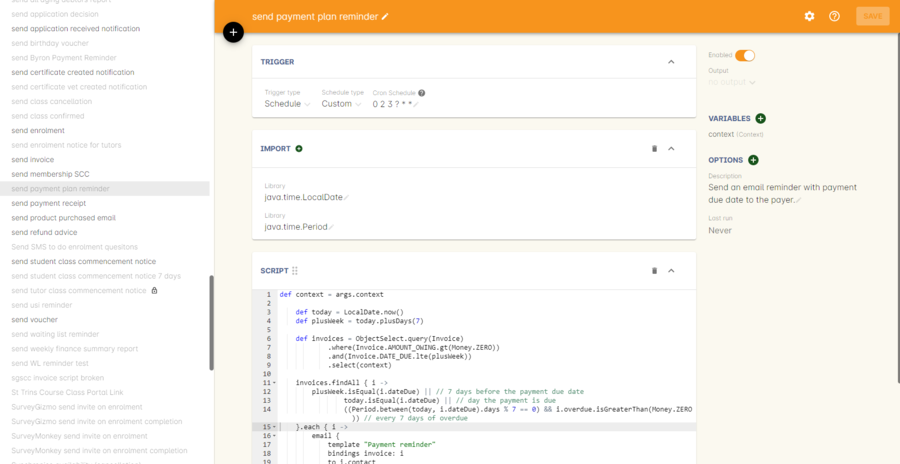 send application decision
send application received notification
send birthday voucher
send Byron Payment Reminder
send certificate created notification
send certificate vet created notification
send class cancellation
send class confirmed
send enrolment
send enrolment notice for tutors
send invoice
send membership SCC
send payment plan reminder
send payment receipt
send product purchased email
send refund advice
Send SMS to do enrolment quesitons
send student class commencement notice
send student class commencement notice 7 days
send tutor class commencement notice
send usi reminder
send voucher
send waiting list reminder
send weekly finance summary report
send WL reminder test
sgscc invoice script broken
St Trins Course Class Portal Link
SurveyGizmo send invite on enrolment
SurveyGizmo send invite on enrolment completion
SurveyMonkey send invite on enrolment
SurveyMonkey send invite on enrolment completion
send payment plan reminder
SAVE
TRIGGER
Trigger type
Schedule type
Cron Schedule
Schedule
Custom
0 2 3 ? * *
IMPORT
Library
java.time.LocalDate
Library
java.time.Period
SCRIPT
1 def context = args.context
2
3 def today = LocalDate.now()
4 def plusWeek = today.plusDays(7)
5
6 def invoices = ObjectSelect.query(Invoice)
7 .where(Invoice.AMOUNT_OWING.gt(Money.ZERO))
8 .and(Invoice.DATE_DUE.lte(plusWeek))
9 .select(context)
10
11 invoices.findAll { i ->
12 plusWeek.isEqual(i.dateDue) || // 7 days before the payment due date
13 today.isEqual(i.dateDue) || // day the payment is due
14 ((Period.between(today, i.dateDue).days % 7 == 0) && i.overdue.isGreaterThan(Money.ZERO
)) // every 7 days of overdue
15 }.each { i ->
16 email {
17 template "Payment reminder"
18 bindings invoice: i
19 to i.contact
Enabled
Output
no output
VARIABLES
context (Context)
OPTIONS
Description
Send an email reminder with payment
due date to the payer.
Last run
Never